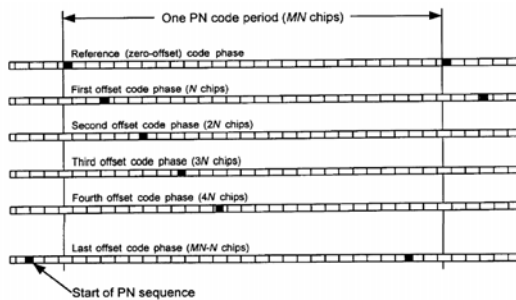 One PN code period (MN chips)
Reference (zero-offset) code phase
First offset code phase (N chips)
Second offset code phase (2N chips)
Third offset code phase (3N chips)
Fourth offset code phase (4N chips)
Last offset code phase (MN-N chips)
Start of PN sequence